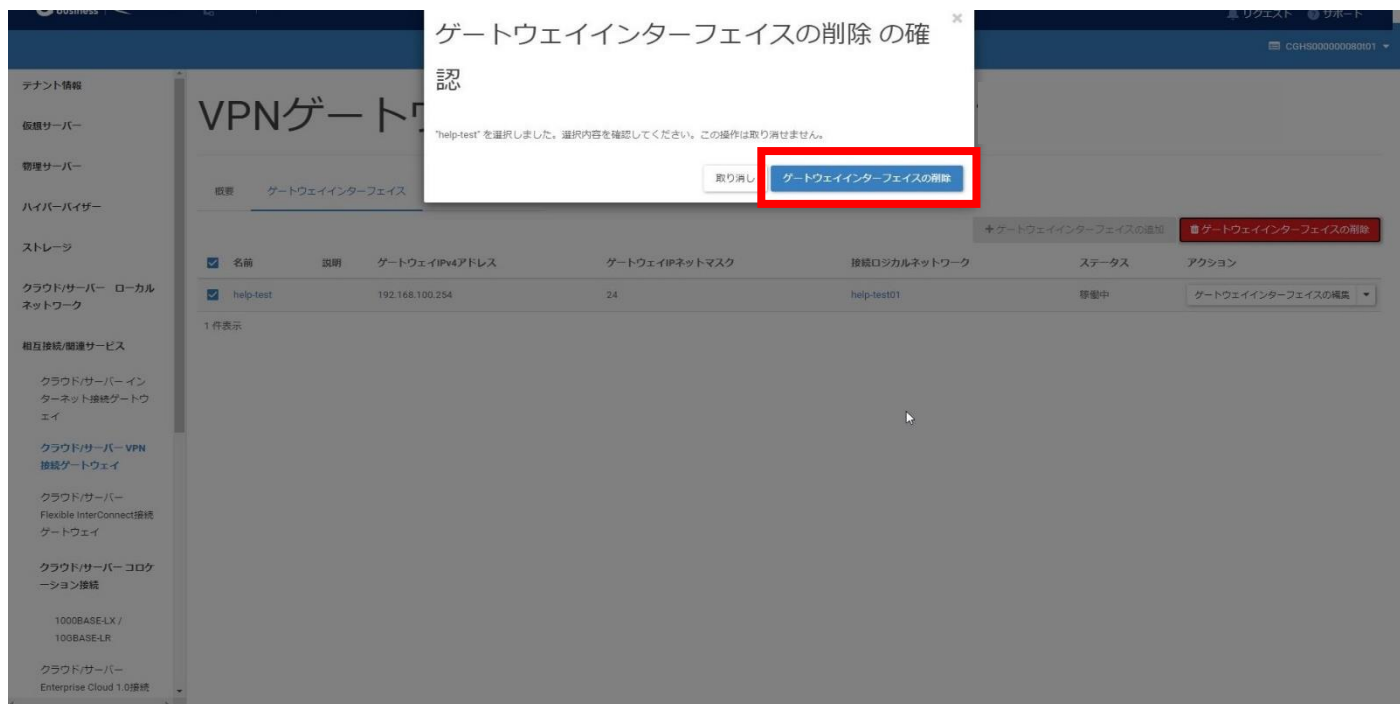 Business
リクエスト サポート
CGHS000000080t01
ゲートウェイインターフェイスの削除 の確
認
×
"help-test" を選択しました。選択内容を確認してください。この操作は取り消せません。
取り消し ゲートウェイインターフェイスの削除
テナント情報
仮想サーバー
物理サーバー
ハイパーバイザー
ストレージ
クラウド/サーバー ローカル
ネットワーク
相互接続/関連サービス
クラウド/サーバー イン
ターネット接続ゲートウ
ェイ
クラウド/サーバー VPN
接続ゲートウェイ
クラウド/サーバー
Flexible InterConnect接続
ゲートウェイ
クラウド/サーバー コロケ
ーション接続
1000BASE-LX /
10GBASE-LR
クラウド/サーバー
Enterprise Cloud 1.0接続
VPNゲート
概要 ゲートウェイインターフェイス
+ゲートウェイインターフェイスの追加 ゲートウェイインターフェイスの削除
名前 説明 ゲートウェイIPv4アドレス ゲートウェイIPネットマスク 接続ロジカルネットワーク ステータス アクション
help-test 192.168.100.254 24 help-test01 稼働中 ゲートウェイインターフェイスの編集
1 件表示